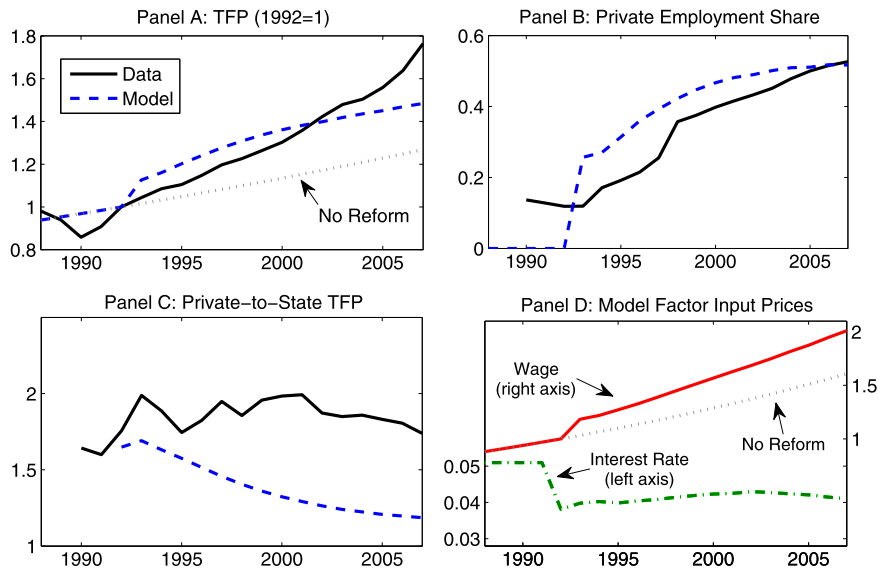 Panel A: TFP (1992=1)
1.8
1.6
1.4
1.2
1
0.8
Data
Model
No Reform
1990 1995 2000 2005
Panel B: Private Employment Share
0.6
0.4
0.2
0
1990 1995 2000 2005
Panel C: Private−to−State TFP
2
1.5
1
1990 1995 2000 2005
Panel D: Model Factor Input Prices
2
1.5
1
0.05
0.04
0.03
Wage
(right axis)
No Reform
Interest Rate
(left axis)
1990 1995 2000 2005